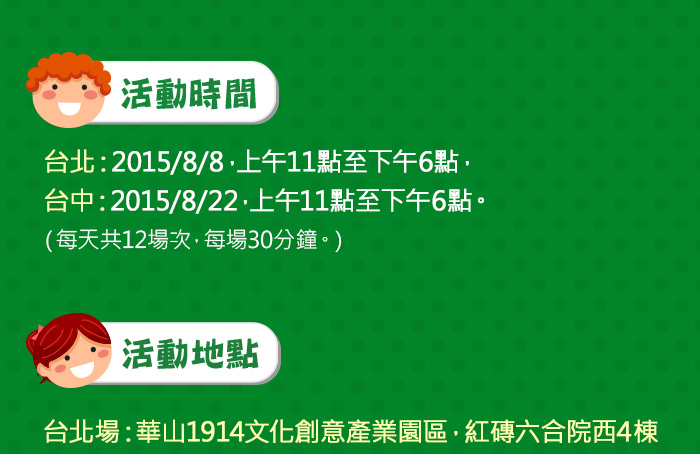 活動時間
台北：2015/8/8，上午11點至下午6點，
台中：2015/8/22，上午11點至下午6點。
(每天共12場次，每場30分鐘。)
活動地點
台北場：華山1914文化創意產業園區，紅磚六合院西4棟